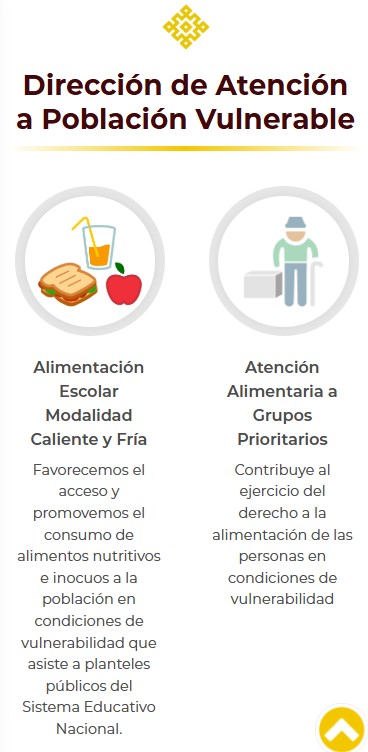 Dirección de Atención
a Población Vulnerable
Alimentación
Escolar
Modalidad
Caliente y Fría
Favorecemos el
acceso y
promovemos el
consumo de
alimentos nutritivos
e inocuos a la
población en
condiciones de
vulnerabilidad que
asiste a planteles
públicos del
Sistema Educativo
Nacional.
Atención
Alimentaria a
Grupos
Prioritarios
Contribuye al
ejercicio del
derecho a la
alimentación de las
personas en
condiciones de
vulnerabilidad